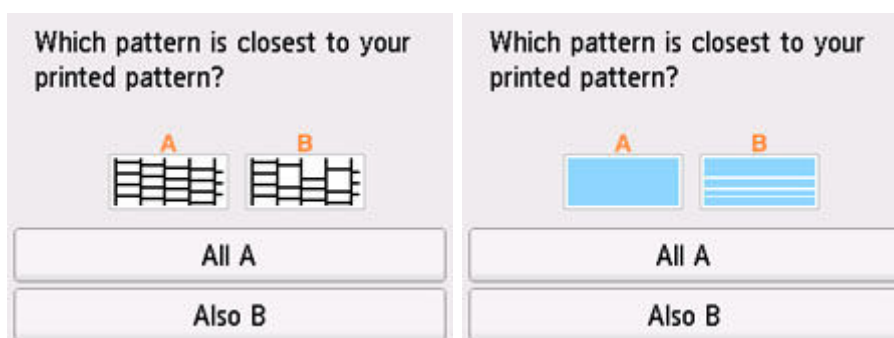 Which pattern is closest to your
printed pattern?
A B
All A
Also B
Which pattern is closest to your
printed pattern?
A B
All A
Also B